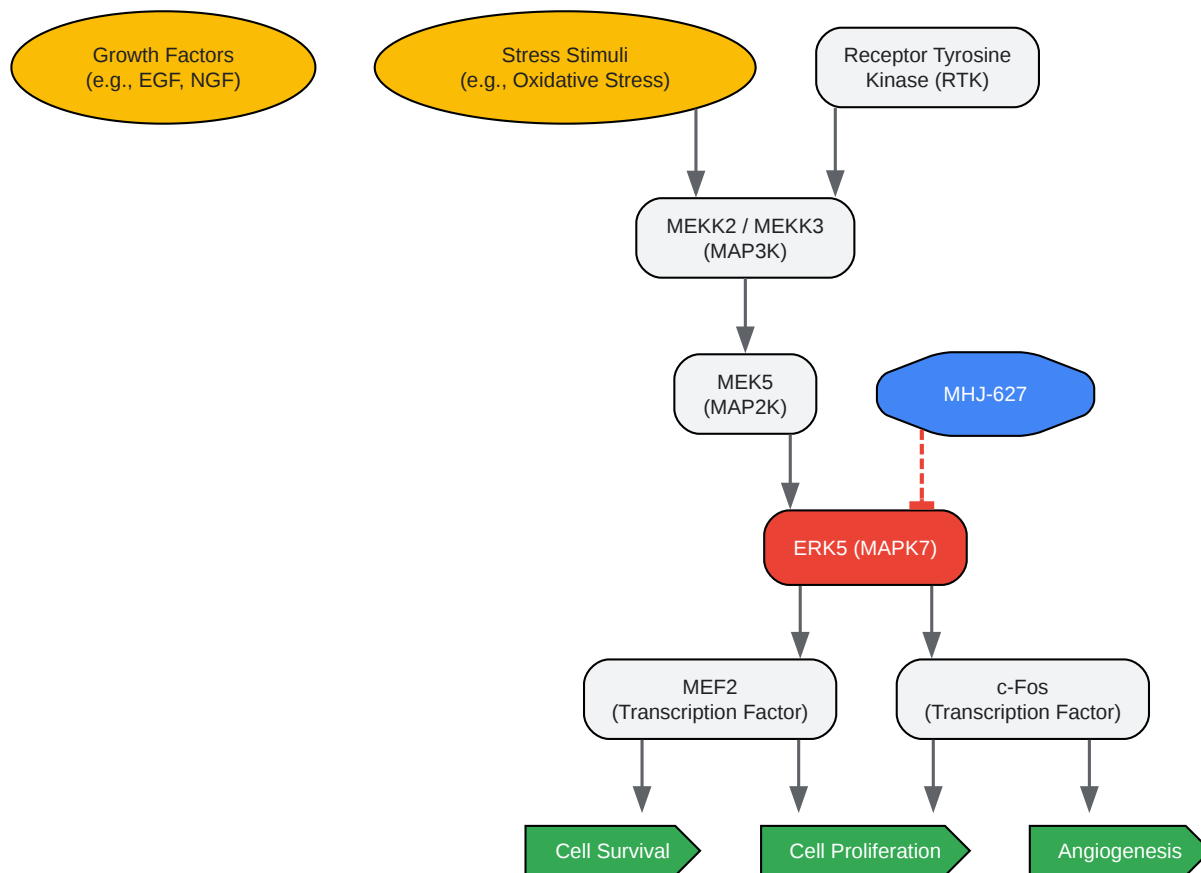 Growth Factors
(e.g., EGF, NGF)
Stress Stimuli
(e.g., Oxidative Stress)
Receptor Tyrosine
Kinase (RTK)
MEKK2 / MEKK3
(MAP3K)
MEK5
(MAP2K)
MHJ-627
ERK5 (MAPK7)
MEF2
(Transcription Factor)
c-Fos
(Transcription Factor)
Cell Survival
Cell Proliferation
Angiogenesis